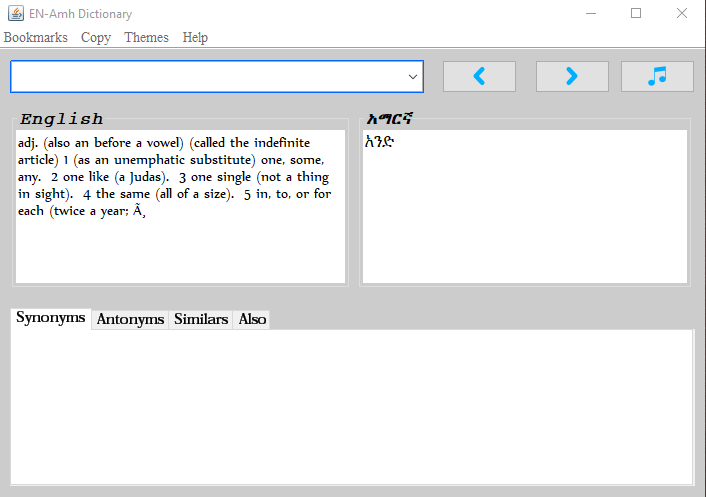 EN-Amh Dictionary
Bookmarks Copy Themes Help
English
adj. (also an before a vowel) (called the indefinite
article) 1 (as an unemphatic substitute) one, some,
any. 2 one like (a Judas). 3 one single (not a thing
in sight). 4 the same (all of a size). 5 in, to, or for
each (twice a year; Ã¸
አማርኛ
አንድ
Synonyms Antonyms Similars Also